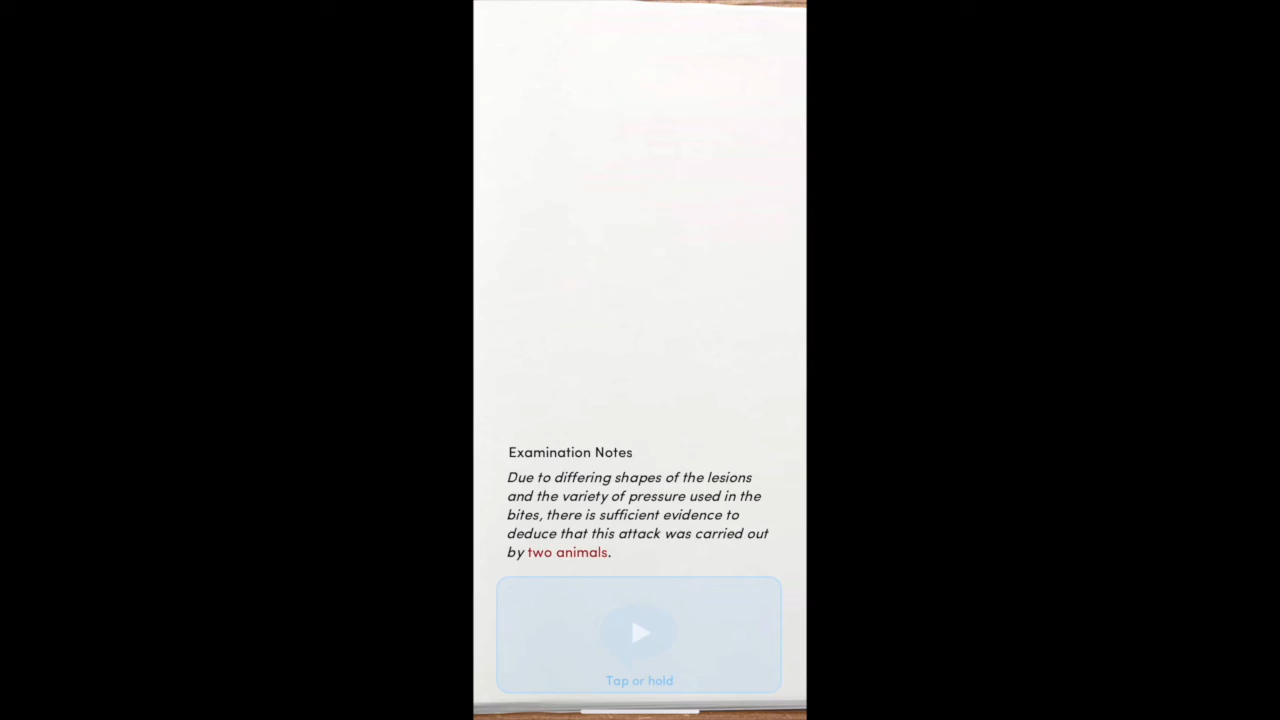 Examination Notes
Due to differing shapes of the lesions
and the variety of pressure used in the
bites, there is sufficient evidence to
deduce that this attack was carried out
by two animals.
Tap or hold